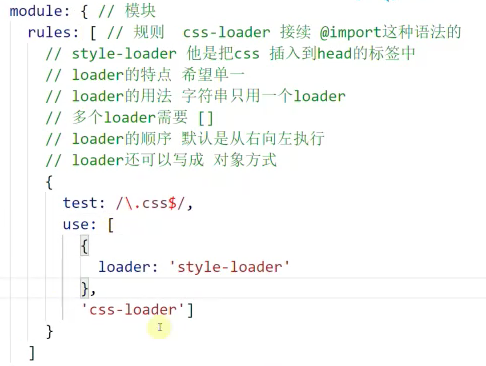 module: { // 模块
rules: [ // 规则 css-loader 接续 @import这种语法的
// style-loader 他是把css 插入到head的标签中
// loader的特点 希望单一
// loader的用法 字符串只用一个loader
// 多个loader需要 []
// loader的顺序 默认是从右向左执行
// loader还可以写成 对象方式
{
test: /\.css$/,
use: [
{
loader: 'style-loader'
},
'css-loader']
}
]